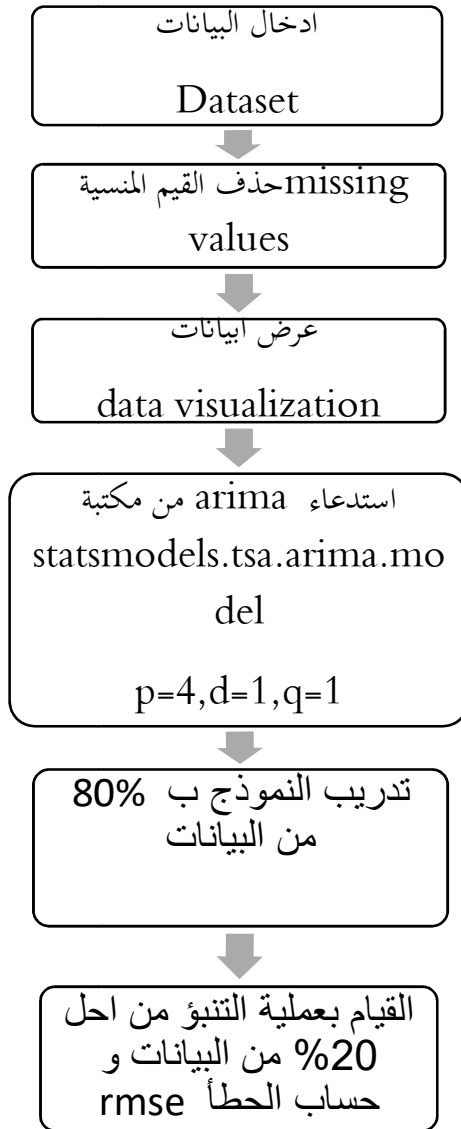 ادخال البيانات
Dataset
حذف القيم المنسية missing
values
عرض ابيانات
data visualization
استدعاء arima من مكتبة
statsmodels.tsa.arima.mo
del
p=4,d=1,q=1
تدريب النموذج ب 80%
من البيانات
القيام بعملية التنبؤ من احل
20% من البيانات و
حساب الحطأ rmse